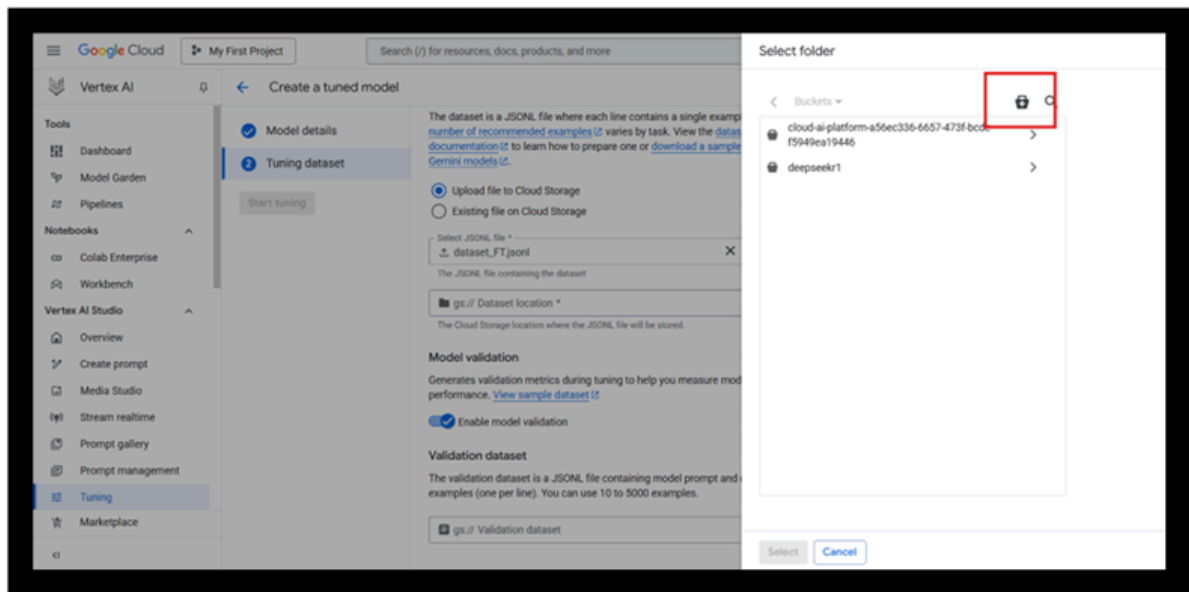 Google Cloud
My First Project
Search (/) for resources, docs, products, and more
Vertex AI
Tools
Dashboard
Model Garden
Pipelines
Notebooks
Colab Enterprise
Workbench
Vertex AI Studio
Overview
Create prompt
Media Studio
Stream realtime
Prompt gallery
Prompt management
Tuning
Marketplace
Create a tuned model
Model details
2 Tuning dataset
Start tuning
The dataset is a JSONL file where each line contains a single examp
number of recommended examples varies by task. View the datas
documentation to learn how to prepare one or download a sample
Gemini models .
Upload file to Cloud Storage
Existing file on Cloud Storage
Select JSONL file *
dataset_FT.jsonl
The JSONL file containing the dataset
gs:// Dataset location *
The Cloud Storage location where the JSONL file will be stored.
Model validation
Generates validation metrics during tuning to help you measure mod
performance. View sample dataset
Enable model validation
Validation dataset
The validation dataset is a JSONL file containing model prompt and
examples (one per line). You can use 10 to 5000 examples.
gs:// Validation dataset
Select folder
Buckets
cloud-ai-platform-a56ec336-6657-473f-bcdc
f5949ea19446
deepseekr1
Select
Cancel